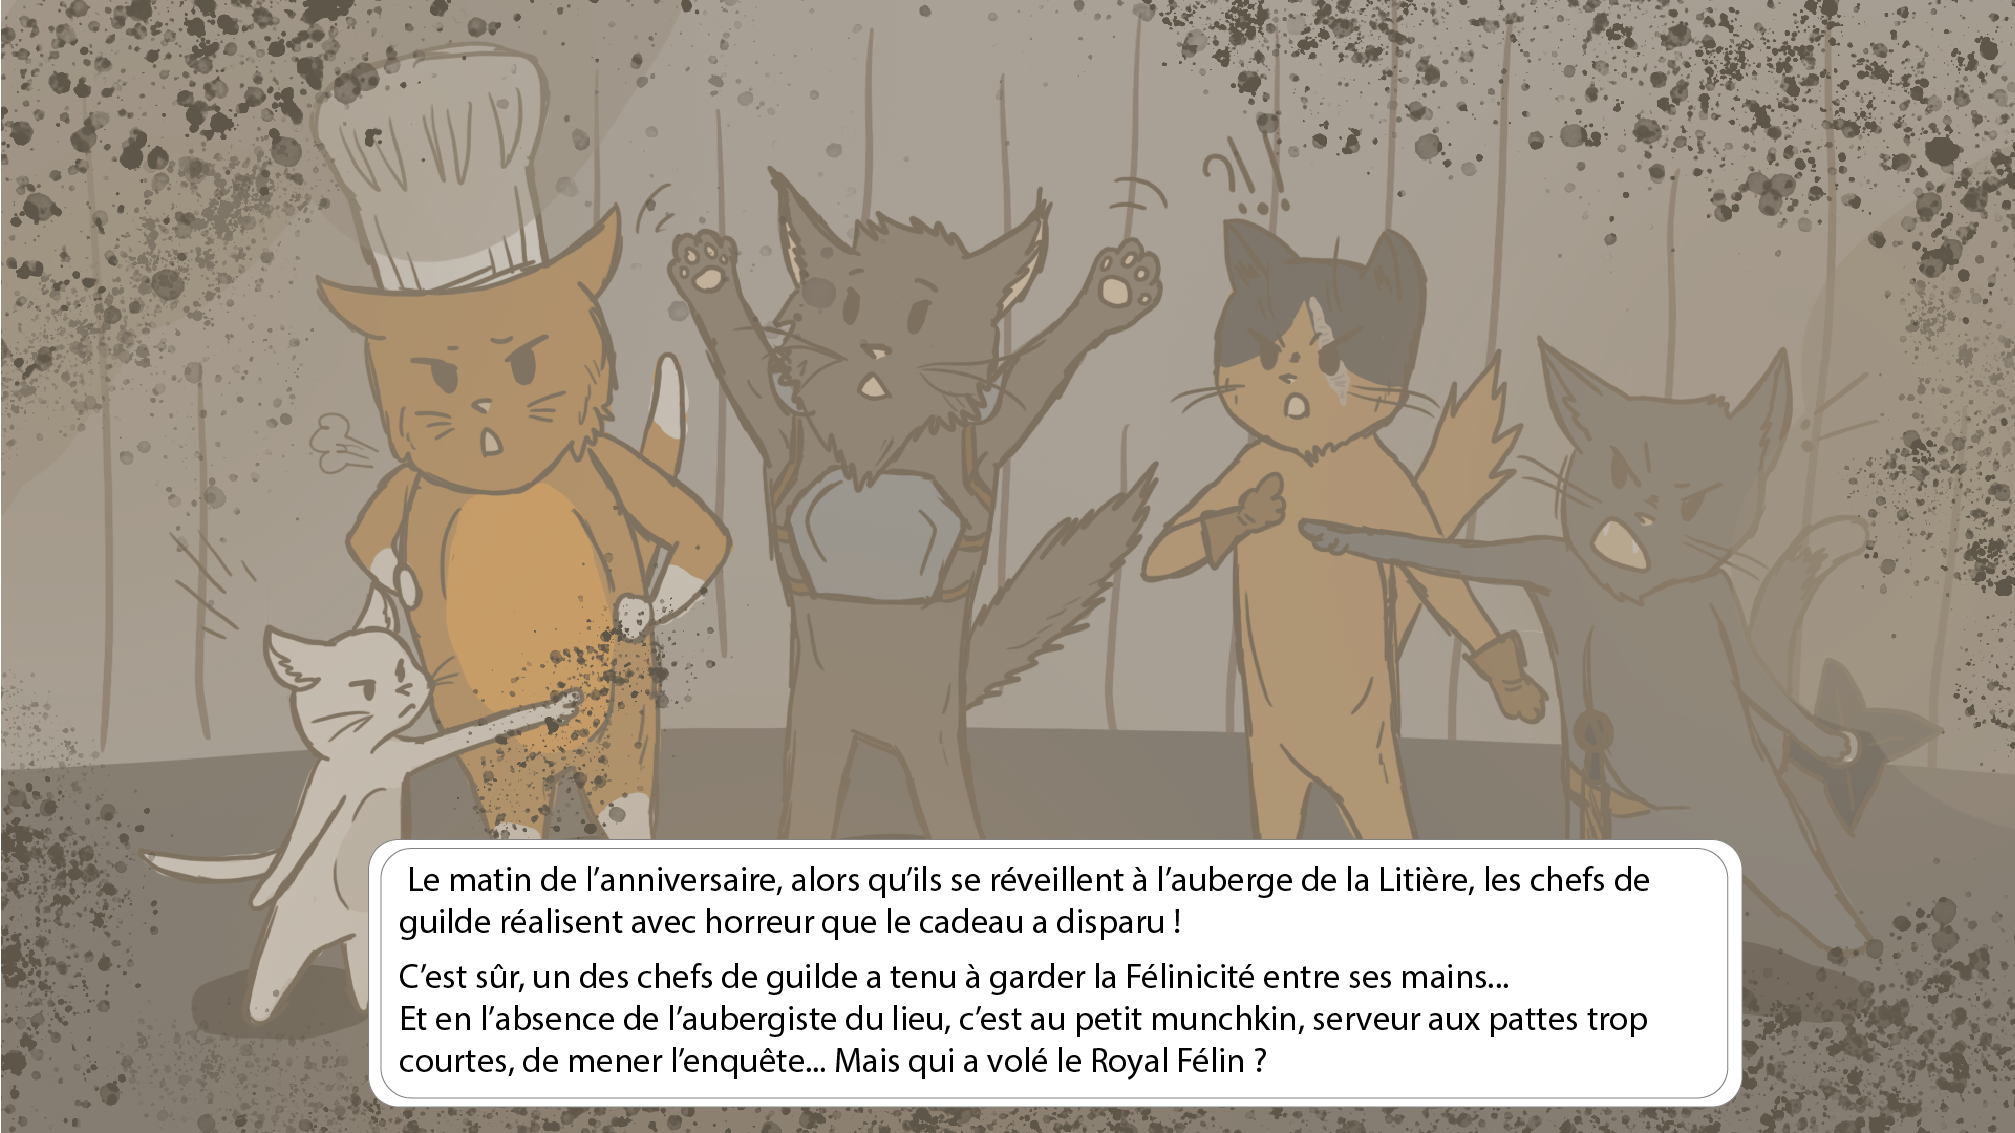 Le matin de l'anniversaire, alors qu'ils se réveillent à l'auberge de la Litière, les chefs de
guilde réalisent avec horreur que le cadeau a disparu !
C'est sûr, un des chefs de guilde a tenu à garder la Félinicité entre ses mains...
Et en l'absence de l'aubergiste du lieu, c'est au petit munchkin, serveur aux pattes trop
courtes, de mener l'enquête... Mais qui a volé le Royal Félin ?